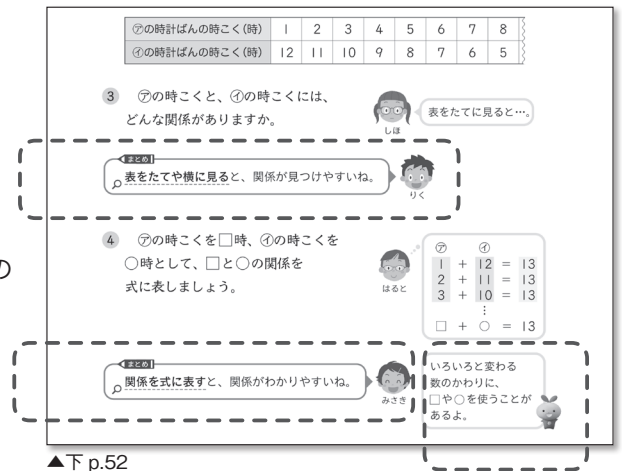 ㋐の時計ばんの時こく(時) 1 2 3 4 5 6 7 8
㋑の時計ばんの時こく(時) 12 11 10 9 8 7 6 5
3 ㋐の時こくと、㋑の時こくには、
どんな関係がありますか。
表をたてに見ると…。
しほ
まとめ
表をたてや横に見ると、関係が見つけやすいね。
りく
4 ㋐の時こくを□時、㋑の時こくを
○時として、□と○の関係を
式に表しましょう。
はると
㋐ ㋑
1 + 12 = 13
2 + 11 = 13
3 + 10 = 13
⋮
□ + ○ = 13
まとめ
関係を式に表すと、関係がわかりやすいね。
みさき
いろいろと変わる
数のかわりに、
□や○を使うことが
あるよ。
の
▲下 p.52